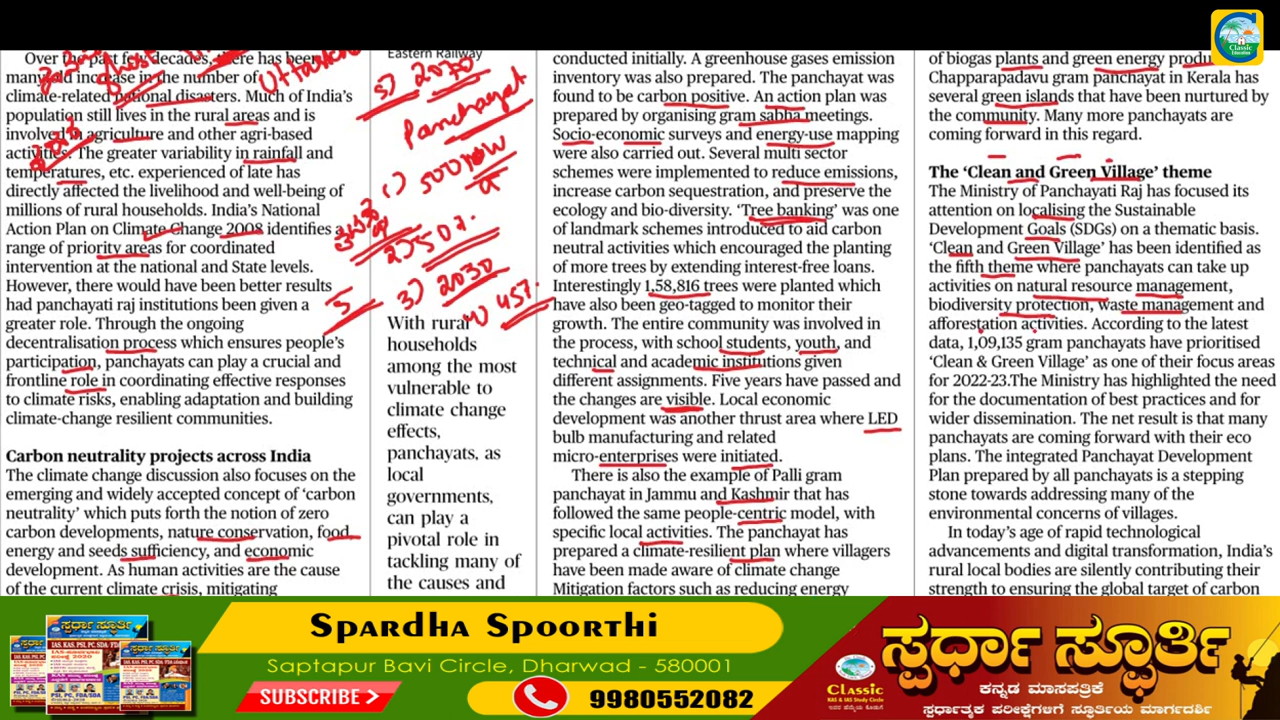 Classic
Education
Over the past few decades, there has been
many fold increase in the number of
climate-related national disasters. Much of India's
population still lives in the rural areas and is
involved in agriculture and other agri-based
activities. The greater variability in rainfall and
temperatures, etc. experienced of late has
directly affected the livelihood and well-being of
millions of rural households. India's National
Action Plan on Climate Change 2008 identifies a
range of priority areas for coordinated
intervention at the national and State levels.
However, there would have been better results
had panchayati raj institutions been given a
greater role. Through the ongoing
decentralisation process which ensures people's
participation, panchayats can play a crucial and
frontline role in coordinating effective responses
to climate risks, enabling adaptation and building
climate-change resilient communities.
Carbon neutrality projects across India
The climate change discussion also focuses on the
emerging and widely accepted concept of 'carbon
neutrality' which puts forth the notion of zero
carbon developments, nature conservation, food,
energy and seeds sufficiency, and economic
development. As human activities are the cause
of the current climate crisis, mitigating
Eastern Railway
5) 2070
Panchayat
1) 500
2) 50%
3) 2030
4) 45%
With rural
households
among the most
vulnerable to
climate change
effects,
panchayats, as
local
governments,
can play a
pivotal role in
tackling many of
the causes and
conducted initially. A greenhouse gases emission
inventory was also prepared. The panchayat was
found to be carbon positive. An action plan was
prepared by organising gram sabha meetings.
Socio-economic surveys and energy-use mapping
were also carried out. Several multi sector
schemes were implemented to reduce emissions,
increase carbon sequestration, and preserve the
ecology and bio-diversity. 'Tree banking' was one
of landmark schemes introduced to aid carbon
neutral activities which encouraged the planting
of more trees by extending interest-free loans.
Interestingly 1,58,816 trees were planted which
have also been geo-tagged to monitor their
growth. The entire community was involved in
the process, with school students, youth, and
technical and academic institutions given
different assignments. Five years have passed and
the changes are visible. Local economic
development was another thrust area where LED
bulb manufacturing and related
micro-enterprises were initiated.
There is also the example of Palli gram
panchayat in Jammu and Kashmir that has
followed the same people-centric model, with
specific local activities. The panchayat has
prepared a climate-resilient plan where villagers
have been made aware of climate change
Mitigation factors such as reducing energy
of biogas plants and green energy
Chapparapadavu gram panchayat in Kerala has
several green islands that have been nurtured by
the community. Many more panchayats are
coming forward in this regard.
The 'Clean and Green Village' theme
The Ministry of Panchayati Raj has focused its
attention on localising the Sustainable
Development Goals (SDGs) on a thematic basis.
'Clean and Green Village' has been identified as
the fifth theme where panchayats can take up
activities on natural resource management,
biodiversity protection, waste management and
afforestation activities. According to the latest
data, 1,09,135 gram panchayats have prioritised
'Clean & Green Village' as one of their focus areas
for 2022-23.The Ministry has highlighted the need
for the documentation of best practices and for
wider dissemination. The net result is that many
panchayats are coming forward with their eco
plans. The integrated Panchayat Development
Plan prepared by all panchayats is a stepping
stone towards addressing many of the
environmental concerns of villages.
In today's age of rapid technological
advancements and digital transformation, India's
rural local bodies are silently contributing their
strength to ensuring the global target of carbon
Spardha Spoorthi
Saptapur Bavi Circle Dharwad - 580001
SUBSCRIBE >
9980552082
Classic
IAS & KAS Study Circle
ಸ್ಪರ್ಧಾ ಸ್ಫೂರ್ತಿ
ಕನ್ನಡ ಮಾಸಪತ್ರಿಕೆ
ಸ್ಪರ್ಧಾತ್ಮಕ ಪರೀಕ್ಷೆಗಳಿಗೆ ಸ್ಫೂರ್ತಿಯ ಮಾರ್ಗದರ್ಶಿ